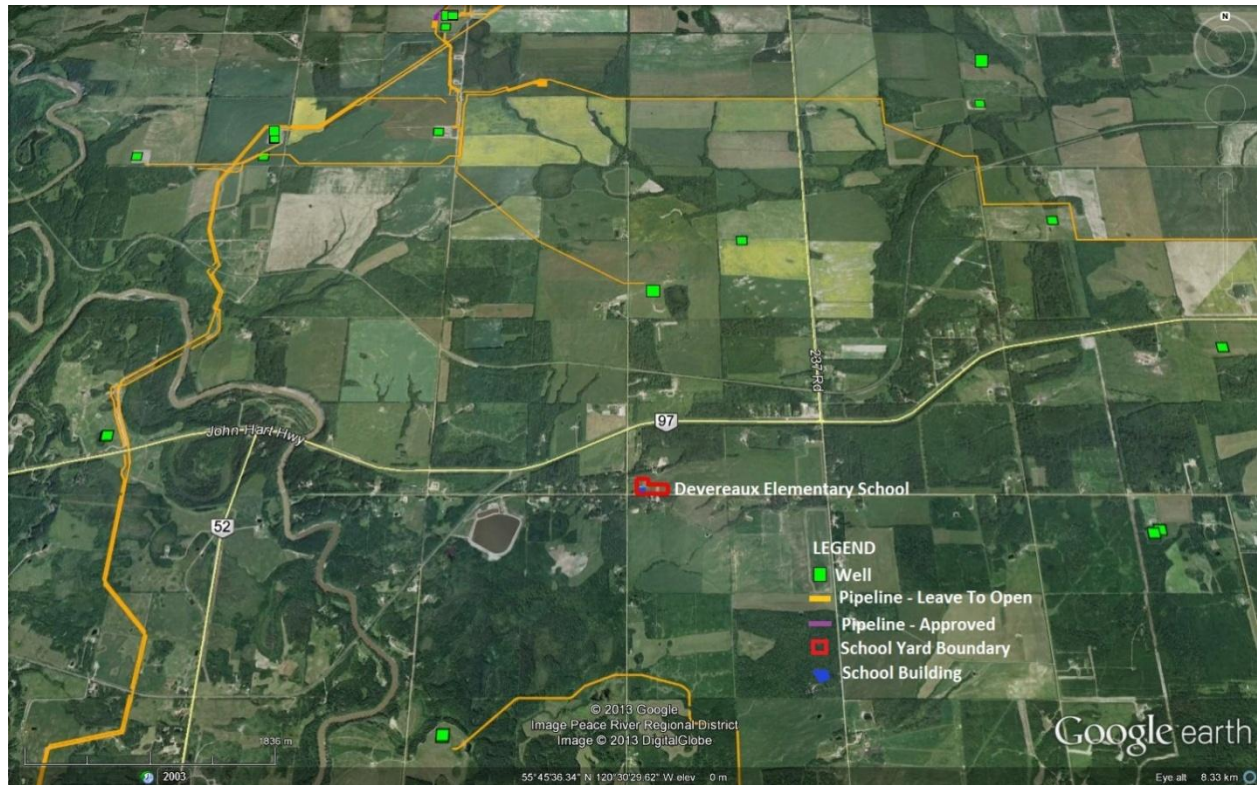 N
237 Rd
97
John Hart Hwy
Devereaux Elementary School
52
LEGEND
Well
Pipeline - Leave To Open
Pipeline - Approved
School Yard Boundary
School Building
© 2013 Google
Image Peace River Regional District
Image © 2013 DigitalGlobe
Google earth
1836 m
2003
55°45'36.34" N 120°30'29.62" W elev 0 m
Eye alt 8.33 km